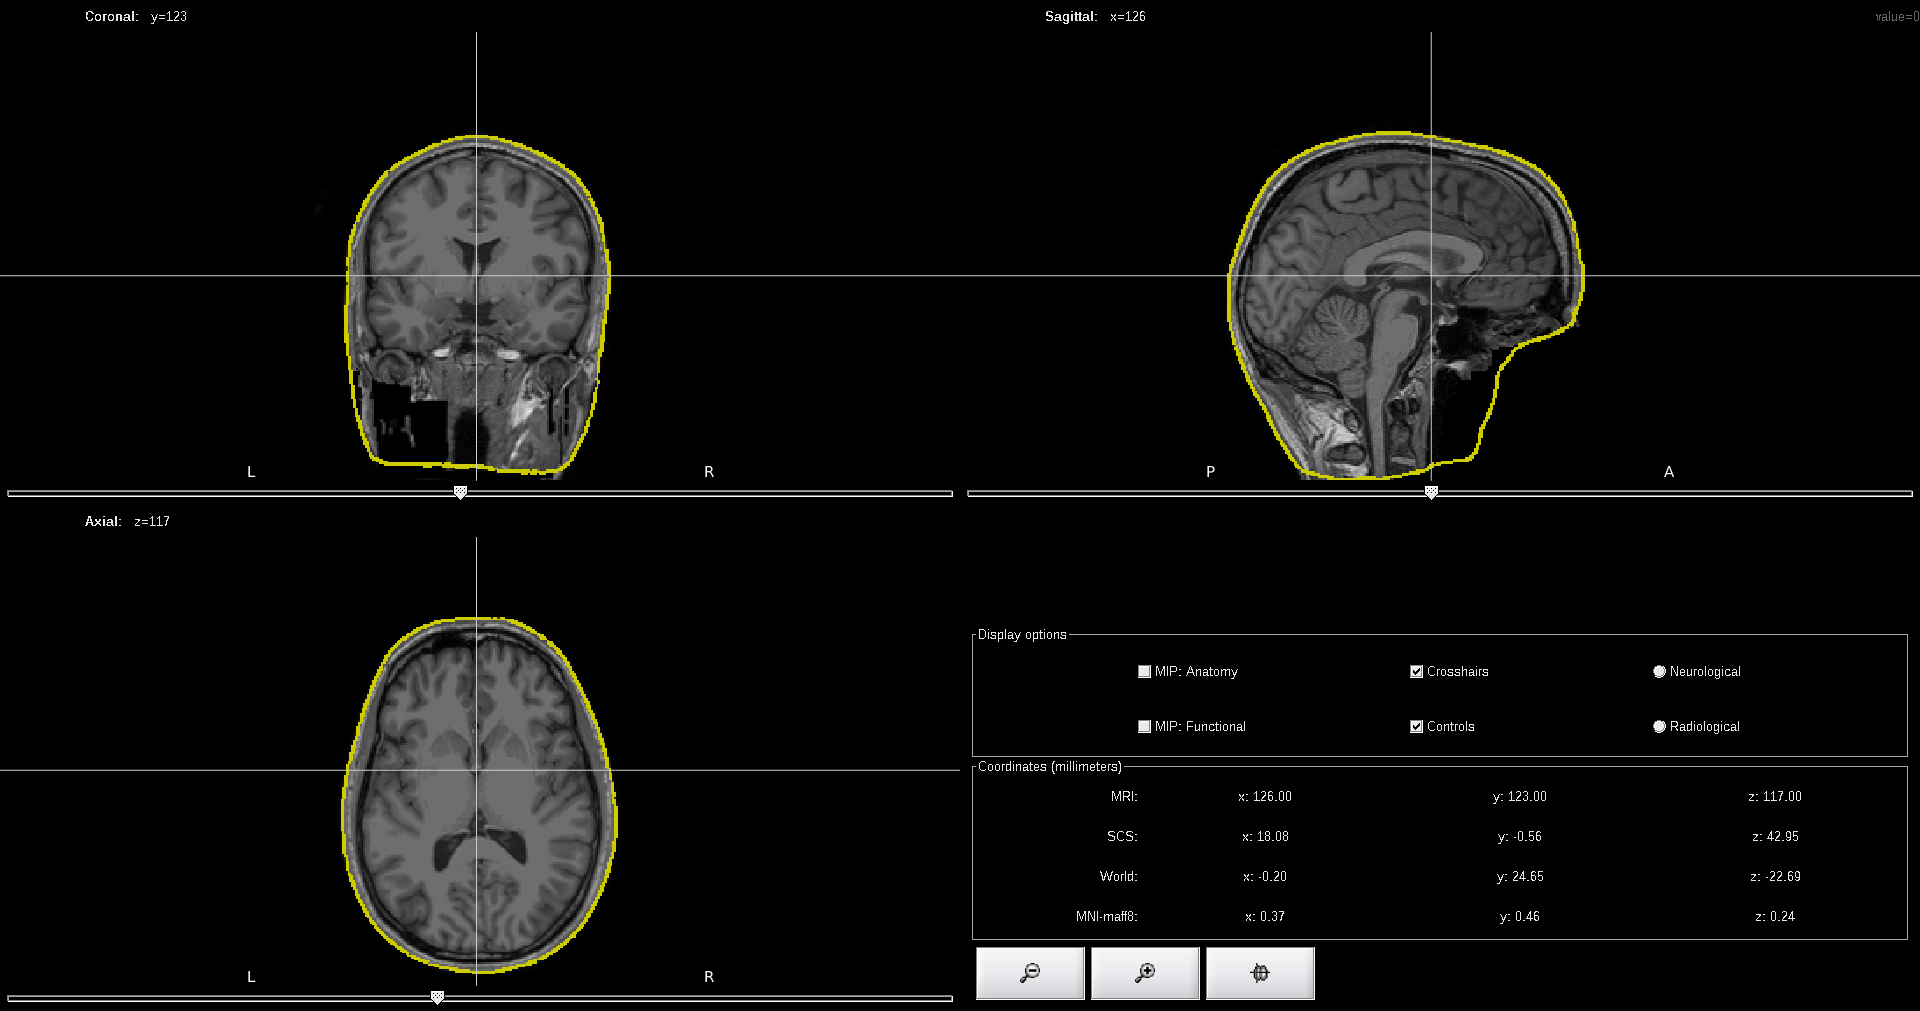 Coronal: y=123
Sagittal: x=126
value=0
L R
P A
Axial: z=117
L R
Display options
MIP: Anatomy
Crosshairs
Neurological
MIP: Functional
Controls
Radiological
Coordinates (millimeters)
MRI: x: 126.00 y: 123.00 z: 117.00
SCS: x: 18.08 y: -0.56 z: 42.95
World: x: -0.20 y: 24.65 z: -22.69
MNI-maff8: x: 0.37 y: 0.46 z: 0.24